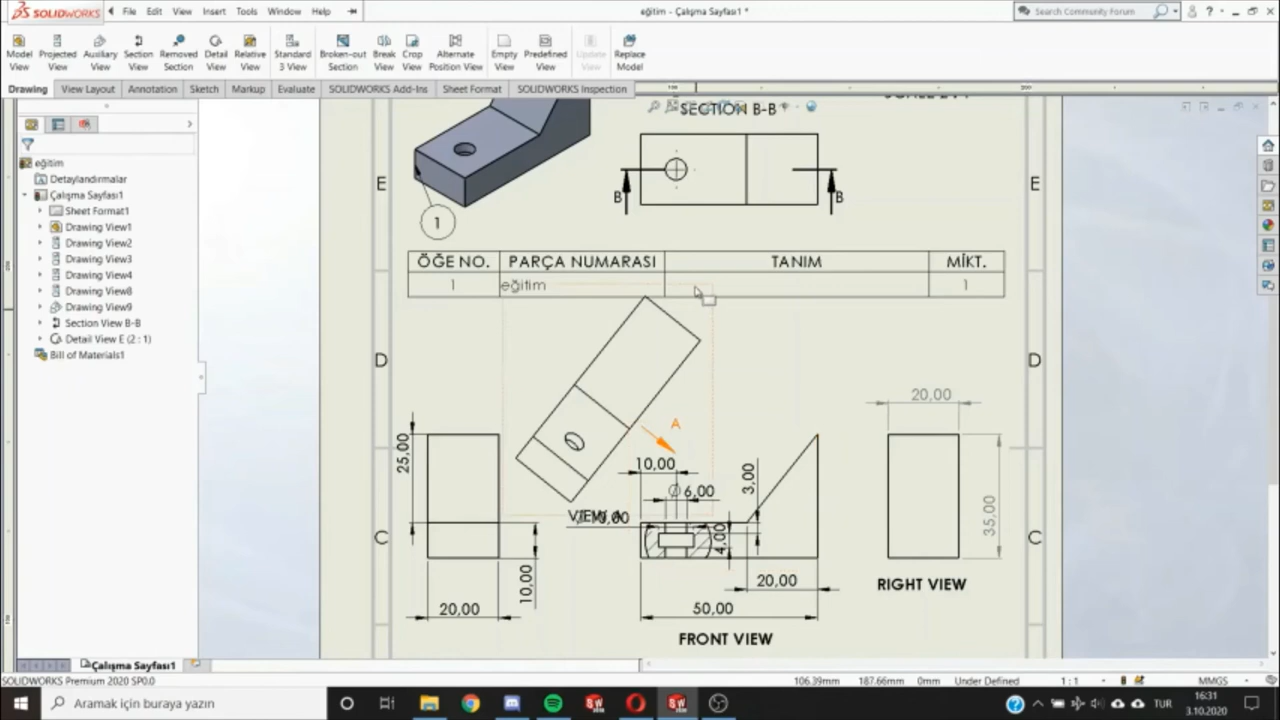 SOLIDWORKS File Edit View Insert Tools Window Help
eğitim - Çalışma Sayfası1 *
Search Community Forum
Model View
Projected View
Auxiliary View
Section View
Removed Section
Detail View
Relative View
Standard 3 View
Broken-out Section
Break View
Crop View
Alternate Position View
Empty View
Predefined View
Update View
Replace Model
Drawing View Layout Annotation Sketch Markup Evaluate SOLIDWORKS Add-Ins Sheet Format SOLIDWORKS Inspection
100
200
eğitim
Detaylandırmalar
Çalışma Sayfası1
Sheet Format1
Drawing View1
Drawing View2
Drawing View3
Drawing View4
Drawing View8
Drawing View9
Section View B-B
Detail View E (2 : 1)
Bill of Materials1
SECTION B-B
E
E
B
B
1
ÖĞE NO. PARÇA NUMARASI TANIM MİKT.
1 eğitim 1
D
D
A
20,00
25,00
10,00
3,00
6,00
VIEW A
4,00
35,00
C
C
20,00
10,00
20,00
50,00
RIGHT VIEW
FRONT VIEW
Çalışma Sayfası1
SOLIDWORKS Premium 2020 SP0.0
106.39mm 187.66mm 0mm Under Defined 1 : 1 MMGS
Aramak için buraya yazın
TUR
16:31
3.10.2020